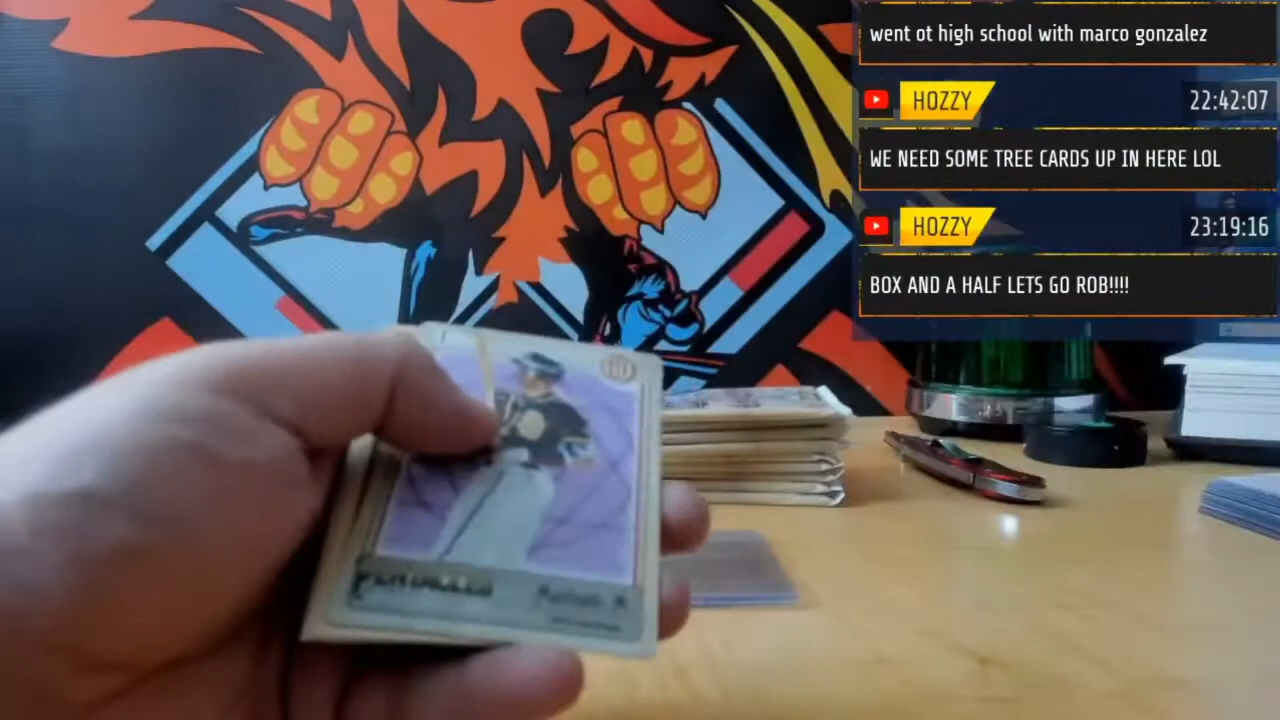 went ot high school with marco gonzalez
HOZZY
22:42:07
WE NEED SOME TREE CARDS UP IN HERE LOL
HOZZY
23:19:16
BOX AND A HALF LETS GO ROB!!!!